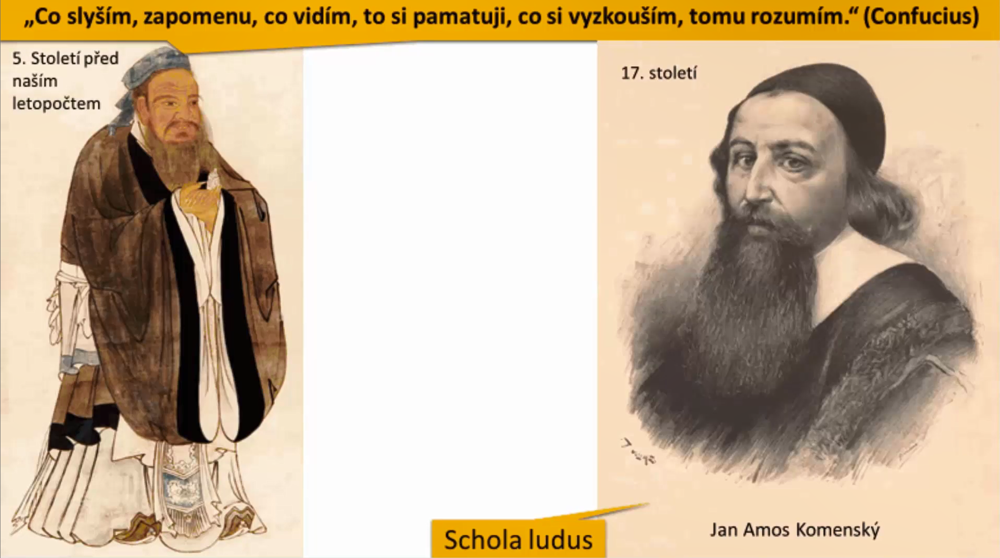 „Co slyším, zapomenu, co vidím, to si pamatuji, co si vyzkouším, tomu rozumím.“ (Confucius)
5. Století před
naším
letopočtem
17. století
Jan Amos Komenský
Schola ludus